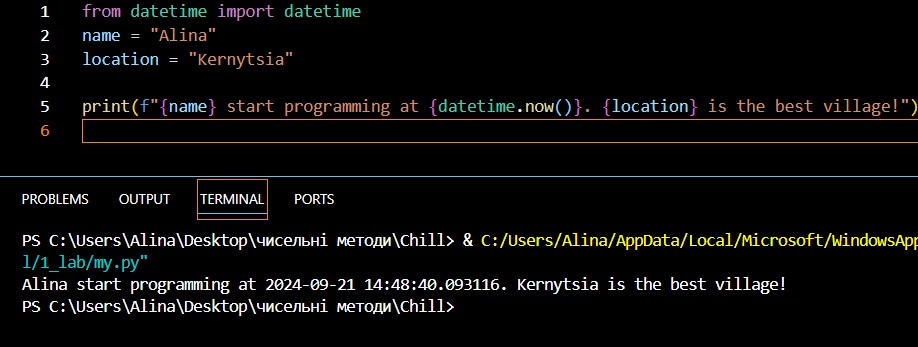 1 from datetime import datetime
2 name = "Alina"
3 location = "Kernytsia"
4
5 print(f"{name} start programming at {datetime.now()}. {location} is the best village!")
6
PROBLEMS OUTPUT TERMINAL PORTS
PS C:\Users\Alina\Desktop\чисельні методи\Chill> & C:/Users/Alina/AppData/Local/Microsoft/WindowsApp
l/1_lab/my.py"
Alina start programming at 2024-09-21 14:48:40.093116. Kernytsia is the best village!
PS C:\Users\Alina\Desktop\чисельні методи\Chill>